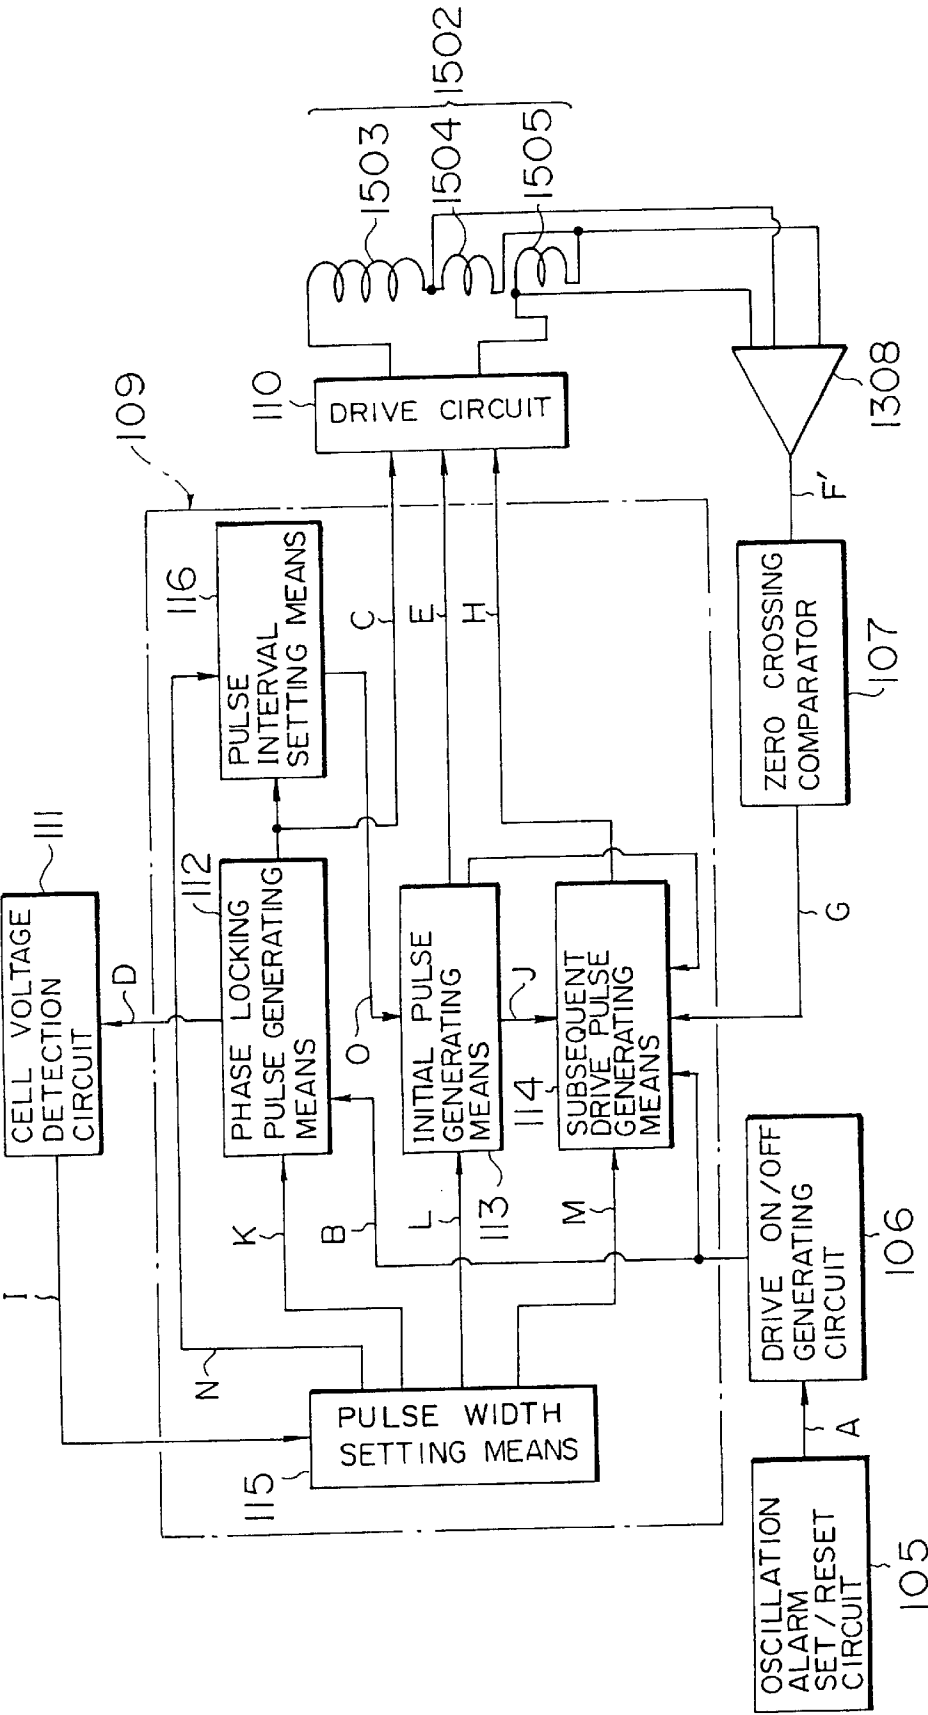 CELL VOLTAGE
DETECTION
CIRCUIT
111
I
D
109
N
K
B
L
M
O
J
C
E
H
PULSE WIDTH
SETTING MEANS
115
PHASE LOCKING
PULSE GENERATING
MEANS
112
PULSE
INTERVAL
SETTING MEANS
116
INITIAL PULSE
GENERATING
MEANS
113
SUBSEQUENT
DRIVE PULSE
GENERATING
MEANS
114
DRIVE CIRCUIT
110
1502
1503
1504
1505
OSCILLATION
ALARM
SET/RESET
CIRCUIT
105
A
DRIVE ON/OFF
GENERATING
CIRCUIT
106
G
ZERO CROSSING
COMPARATOR
107
F'
1308